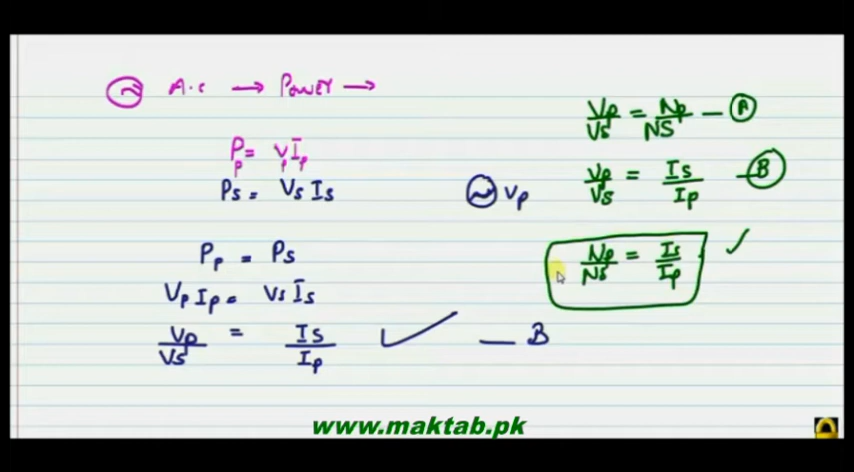 A.C → POWER →
Pp = VpIp
Ps = Vs Is
Pp = Ps
VpIp = Vs Is
Vp/Vs = Is/Ip ✓ — B
~ Vp
Vp/Vs = Np/NS — A
Vp/Vs = Is/Ip — B
Np/NS = Is/Ip ✓
www.maktab.pk